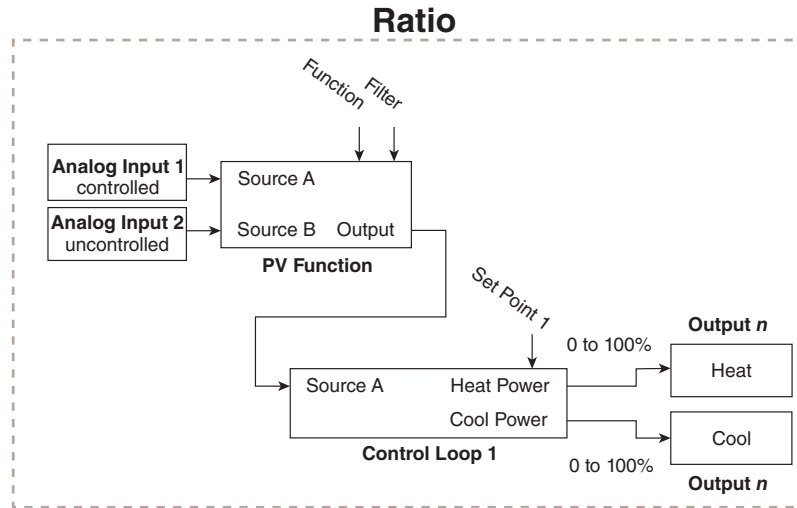 Ratio
Function
Filter
Analog Input 1
controlled
Analog Input 2
uncontrolled
Source A
Source B Output
PV Function
Set Point 1
0 to 100%
Output n
Source A Heat Power
Heat
Cool Power
Cool
Control Loop 1
0 to 100%
Output n